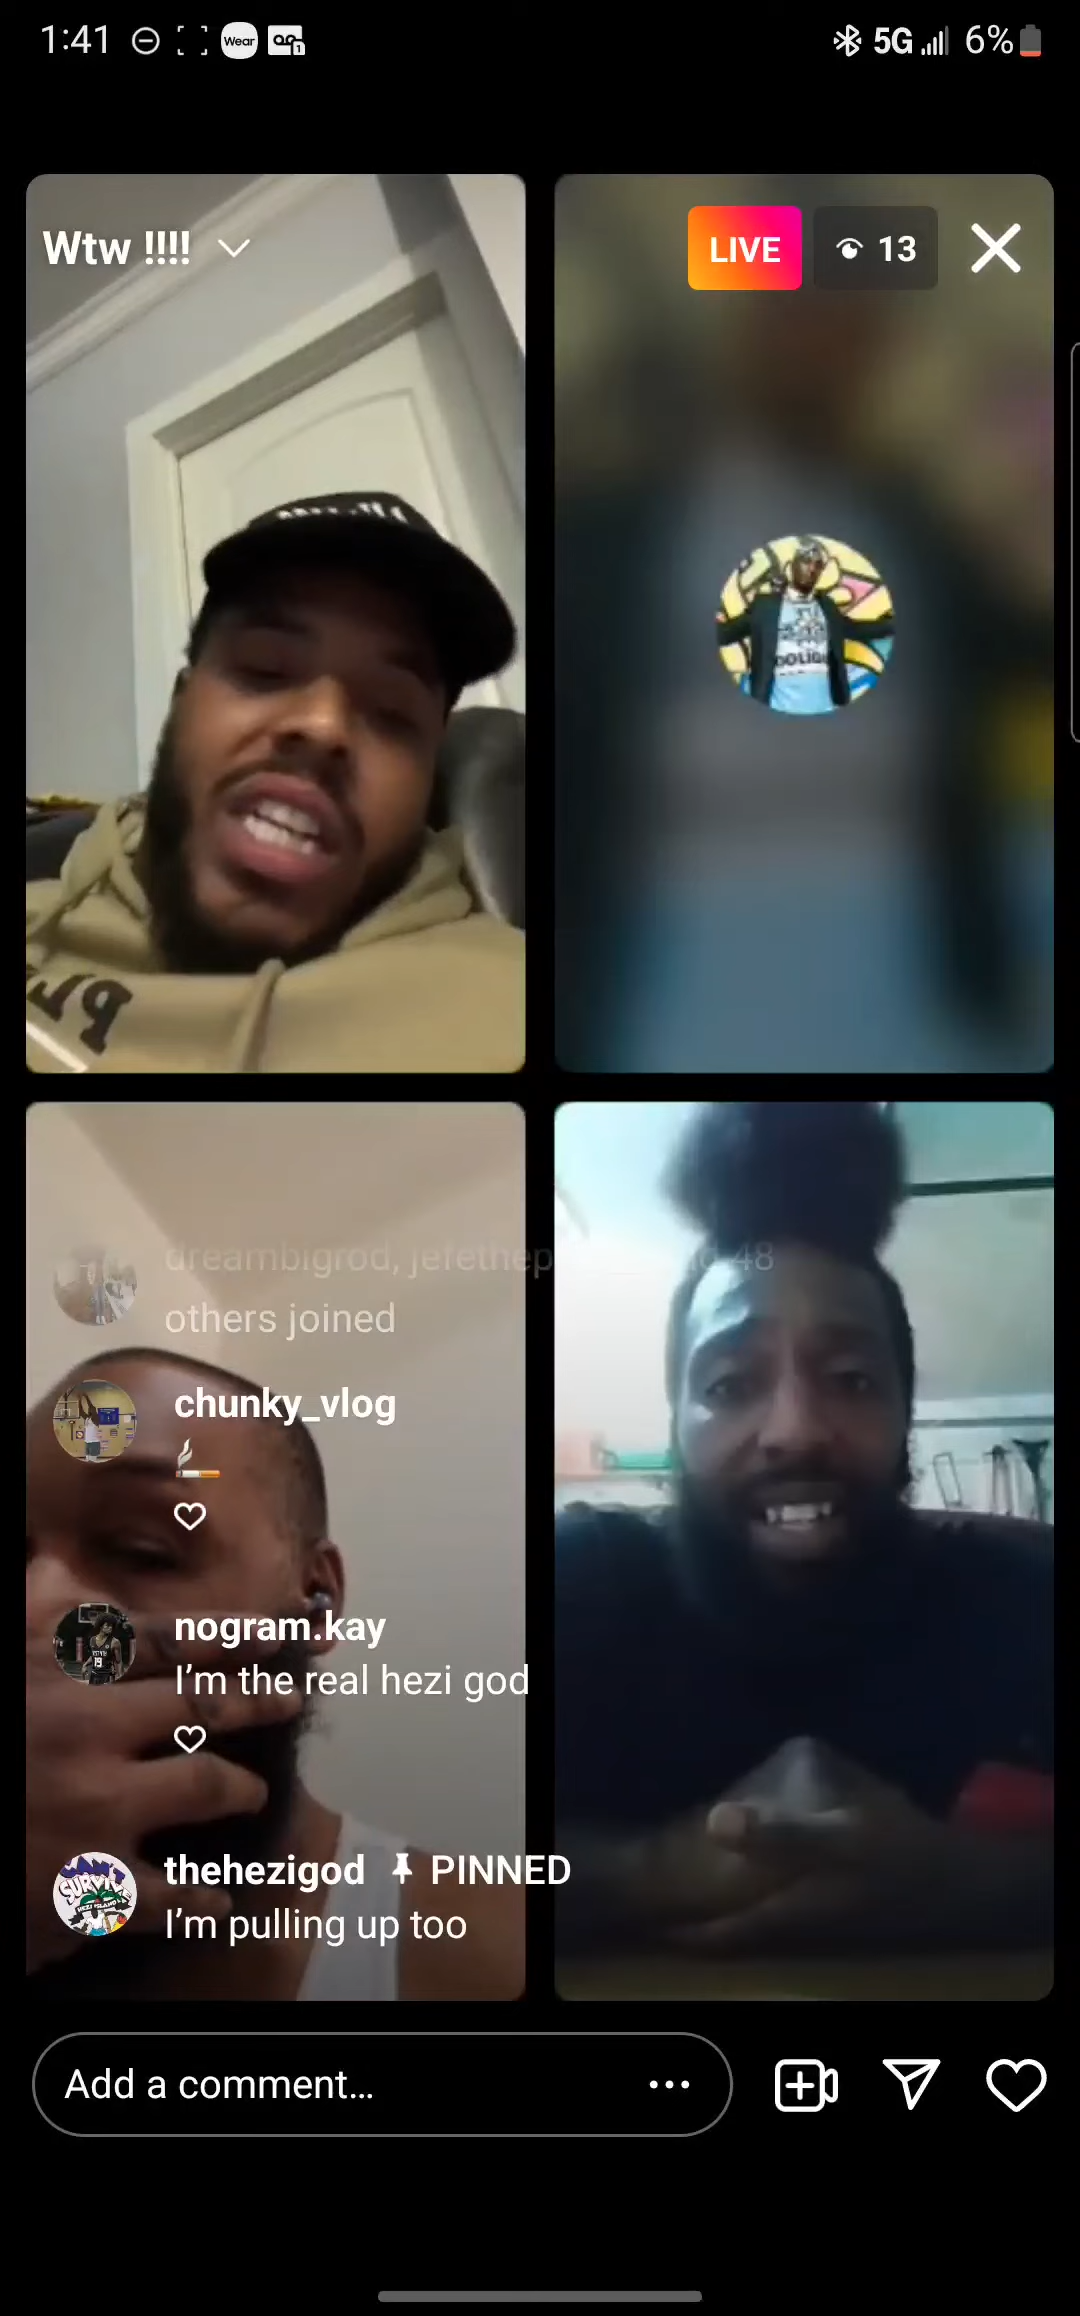 1:41
Wear
5G
6%
Wtw !!!!
LIVE
13
others joined
chunky_vlog
nogram.kay
I'm the real hezi god
thehezigod PINNED
I'm pulling up too
Add a comment...